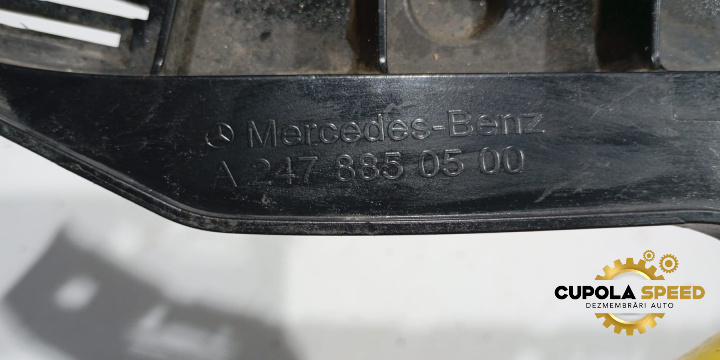 Mercedes-Benz
A 247 885 05 00
CUPOLA SPEED
DEZMEMBRĂRI AUTO